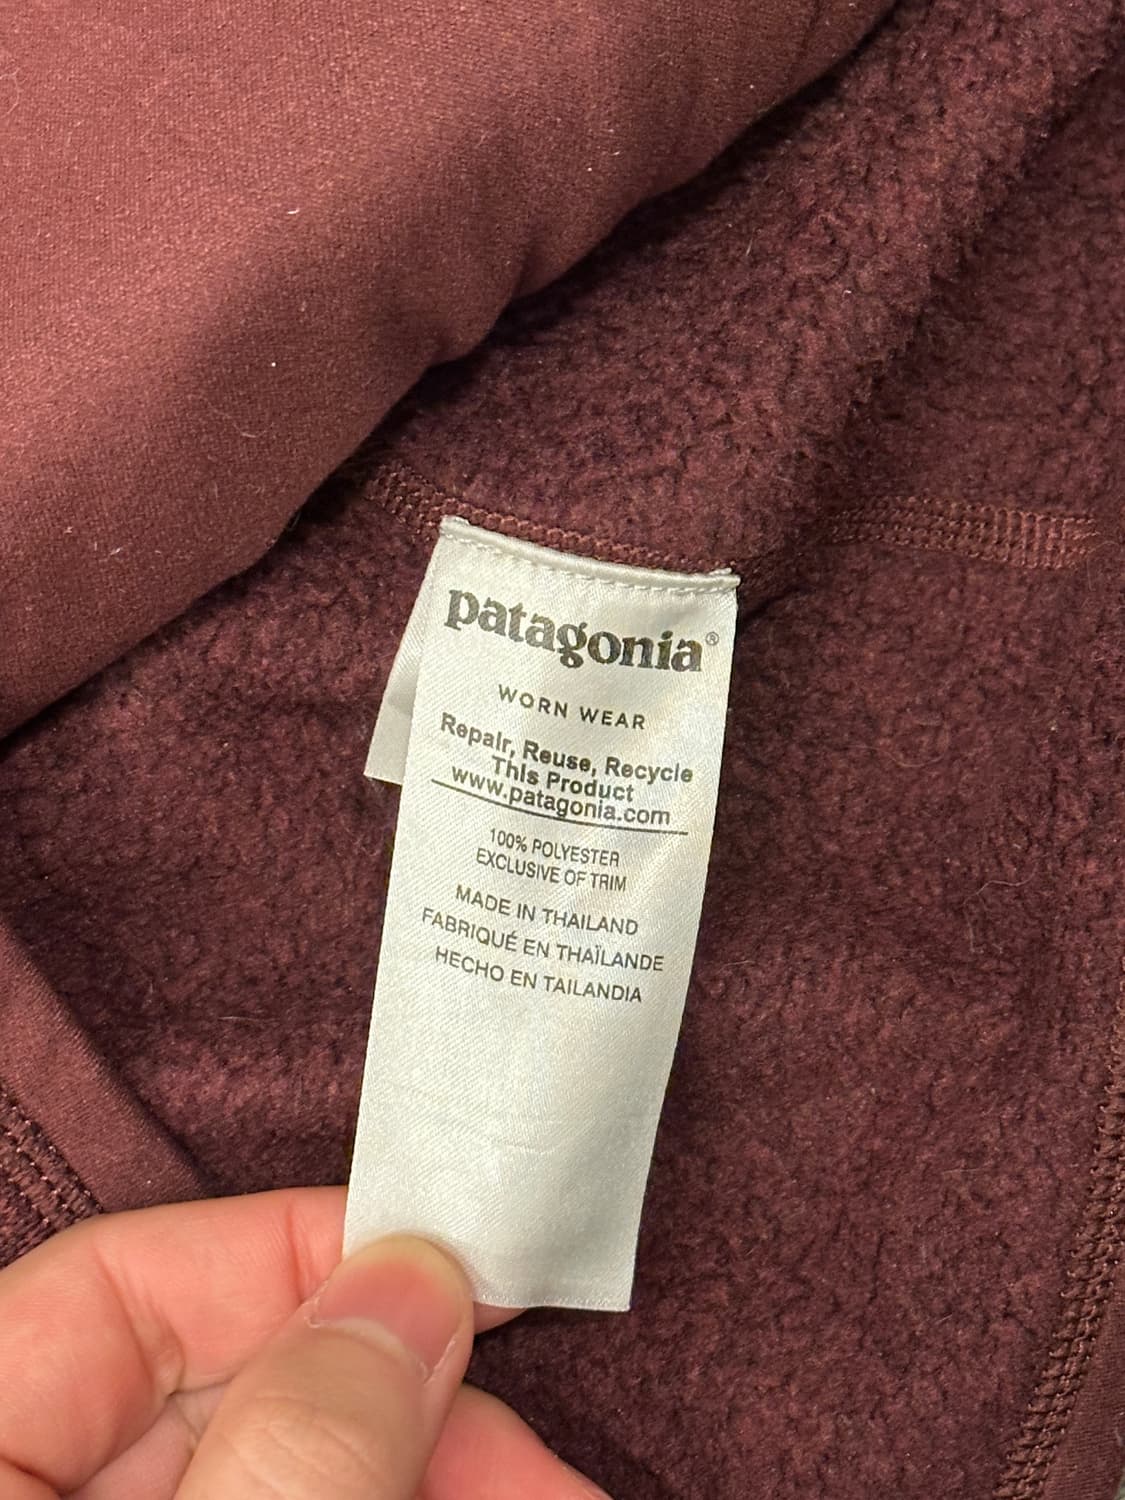 patagonia®
WORN WEAR
Repair, Reuse, Recycle
This Product
www.patagonia.com
100% POLYESTER
EXCLUSIVE OF TRIM
MADE IN THAILAND
FABRIQUÉ EN THAÏLANDE
HECHO EN TAILANDIA